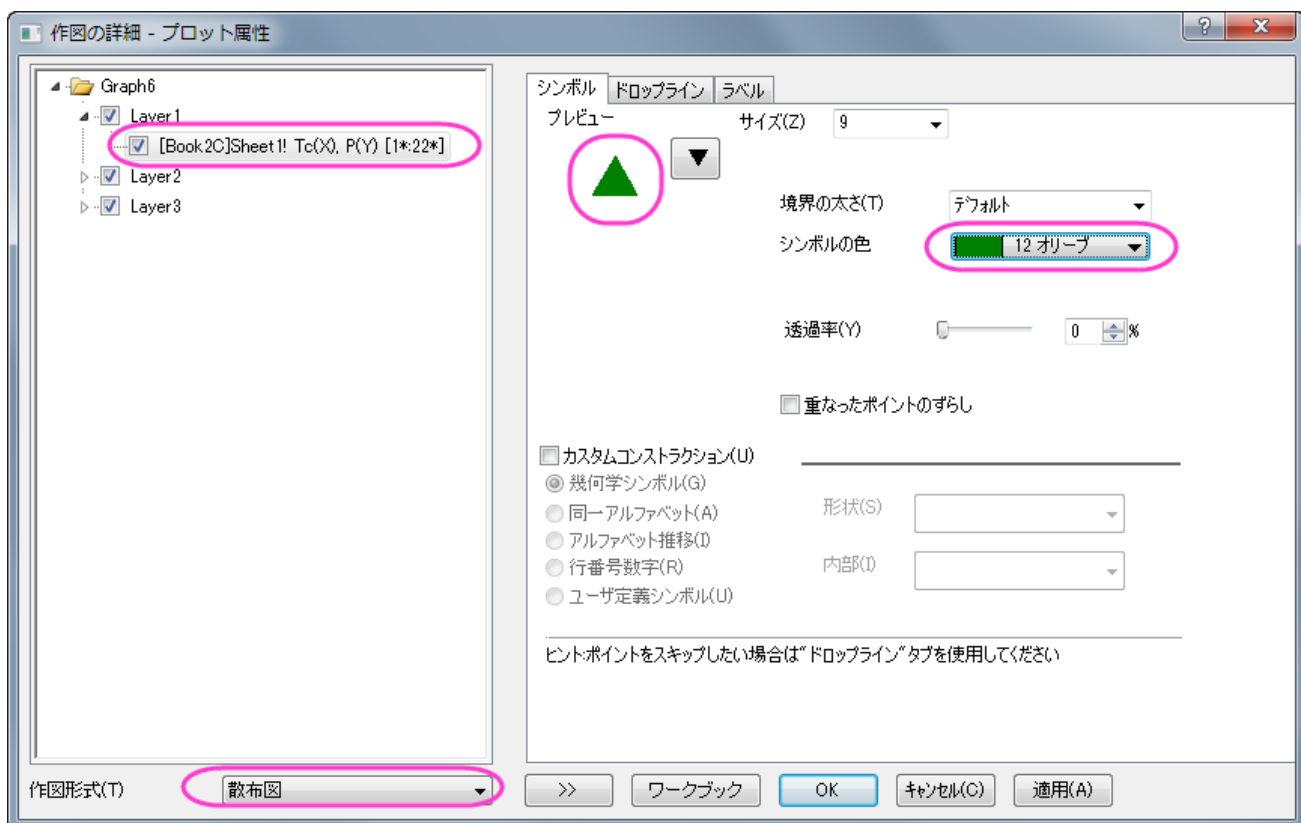 作図の詳細 - プロット属性
Graph6
Layer1
[Book2C]Sheet1! Tc(X), P(Y) [1*:22*]
Layer2
Layer3
シンボル ドロップライン ラベル
プレビュー サイズ(Z) 9
境界の太さ(T) デフォルト
シンボルの色 12 オリーブ
透過率(Y) 0 %
重なったポイントのずらし
カスタムコンストラクション(U)
幾何学シンボル(G)
同一アルファベット(A)
アルファベット推移(I)
行番号数字(R)
ユーザ定義シンボル(U)
形状(S)
内部(I)
ヒント:ポイントをスキップしたい場合は"ドロップライン"タブを使用してください
作図形式(T) 散布図 >> ワークブック OK キャンセル(C) 適用(A)